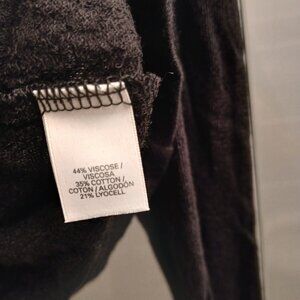 44% VISCOSE /
VISCOSA
35% COTTON /
COTON / ALGODÓN
21% LYOCELL